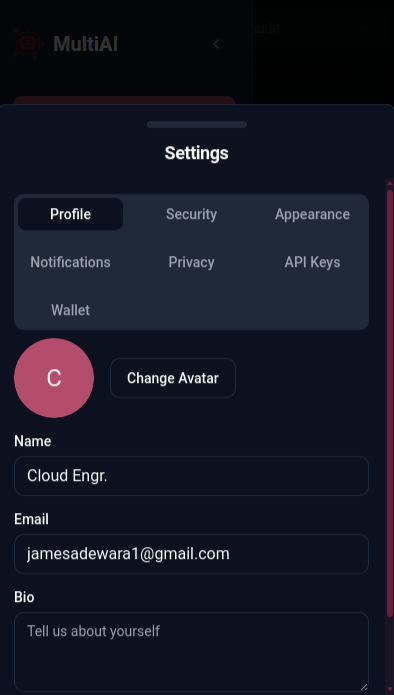 MultiAI
Settings
Profile Security Appearance
Notifications Privacy API Keys
Wallet
C Change Avatar
Name
Cloud Engr.
Email
jamesadewara1@gmail.com
Bio
Tell us about yourself